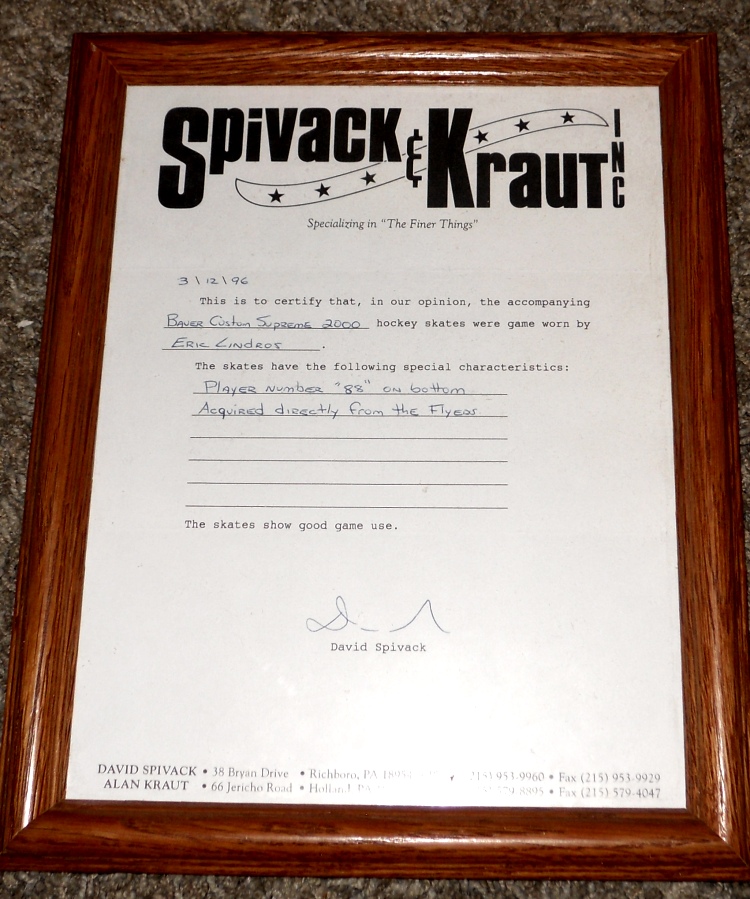 Spivack & Kraut INC
Specializing in "The Finer Things"
3\12\96
This is to certify that, in our opinion, the accompanying
Bauer Custom Supreme 2000 hockey skates were game worn by
Eric Lindros.
The skates have the following special characteristics:
Player number "88" on bottom
Acquired directly from the Flyers
The skates show good game use.
David Spivack
DAVID SPIVACK • 38 Bryan Drive • Richboro, PA 953-9960 • Fax (215) 953-9929
ALAN KRAUT • 66 Jericho Road • Holland, PA • Fax (215) 579-4047